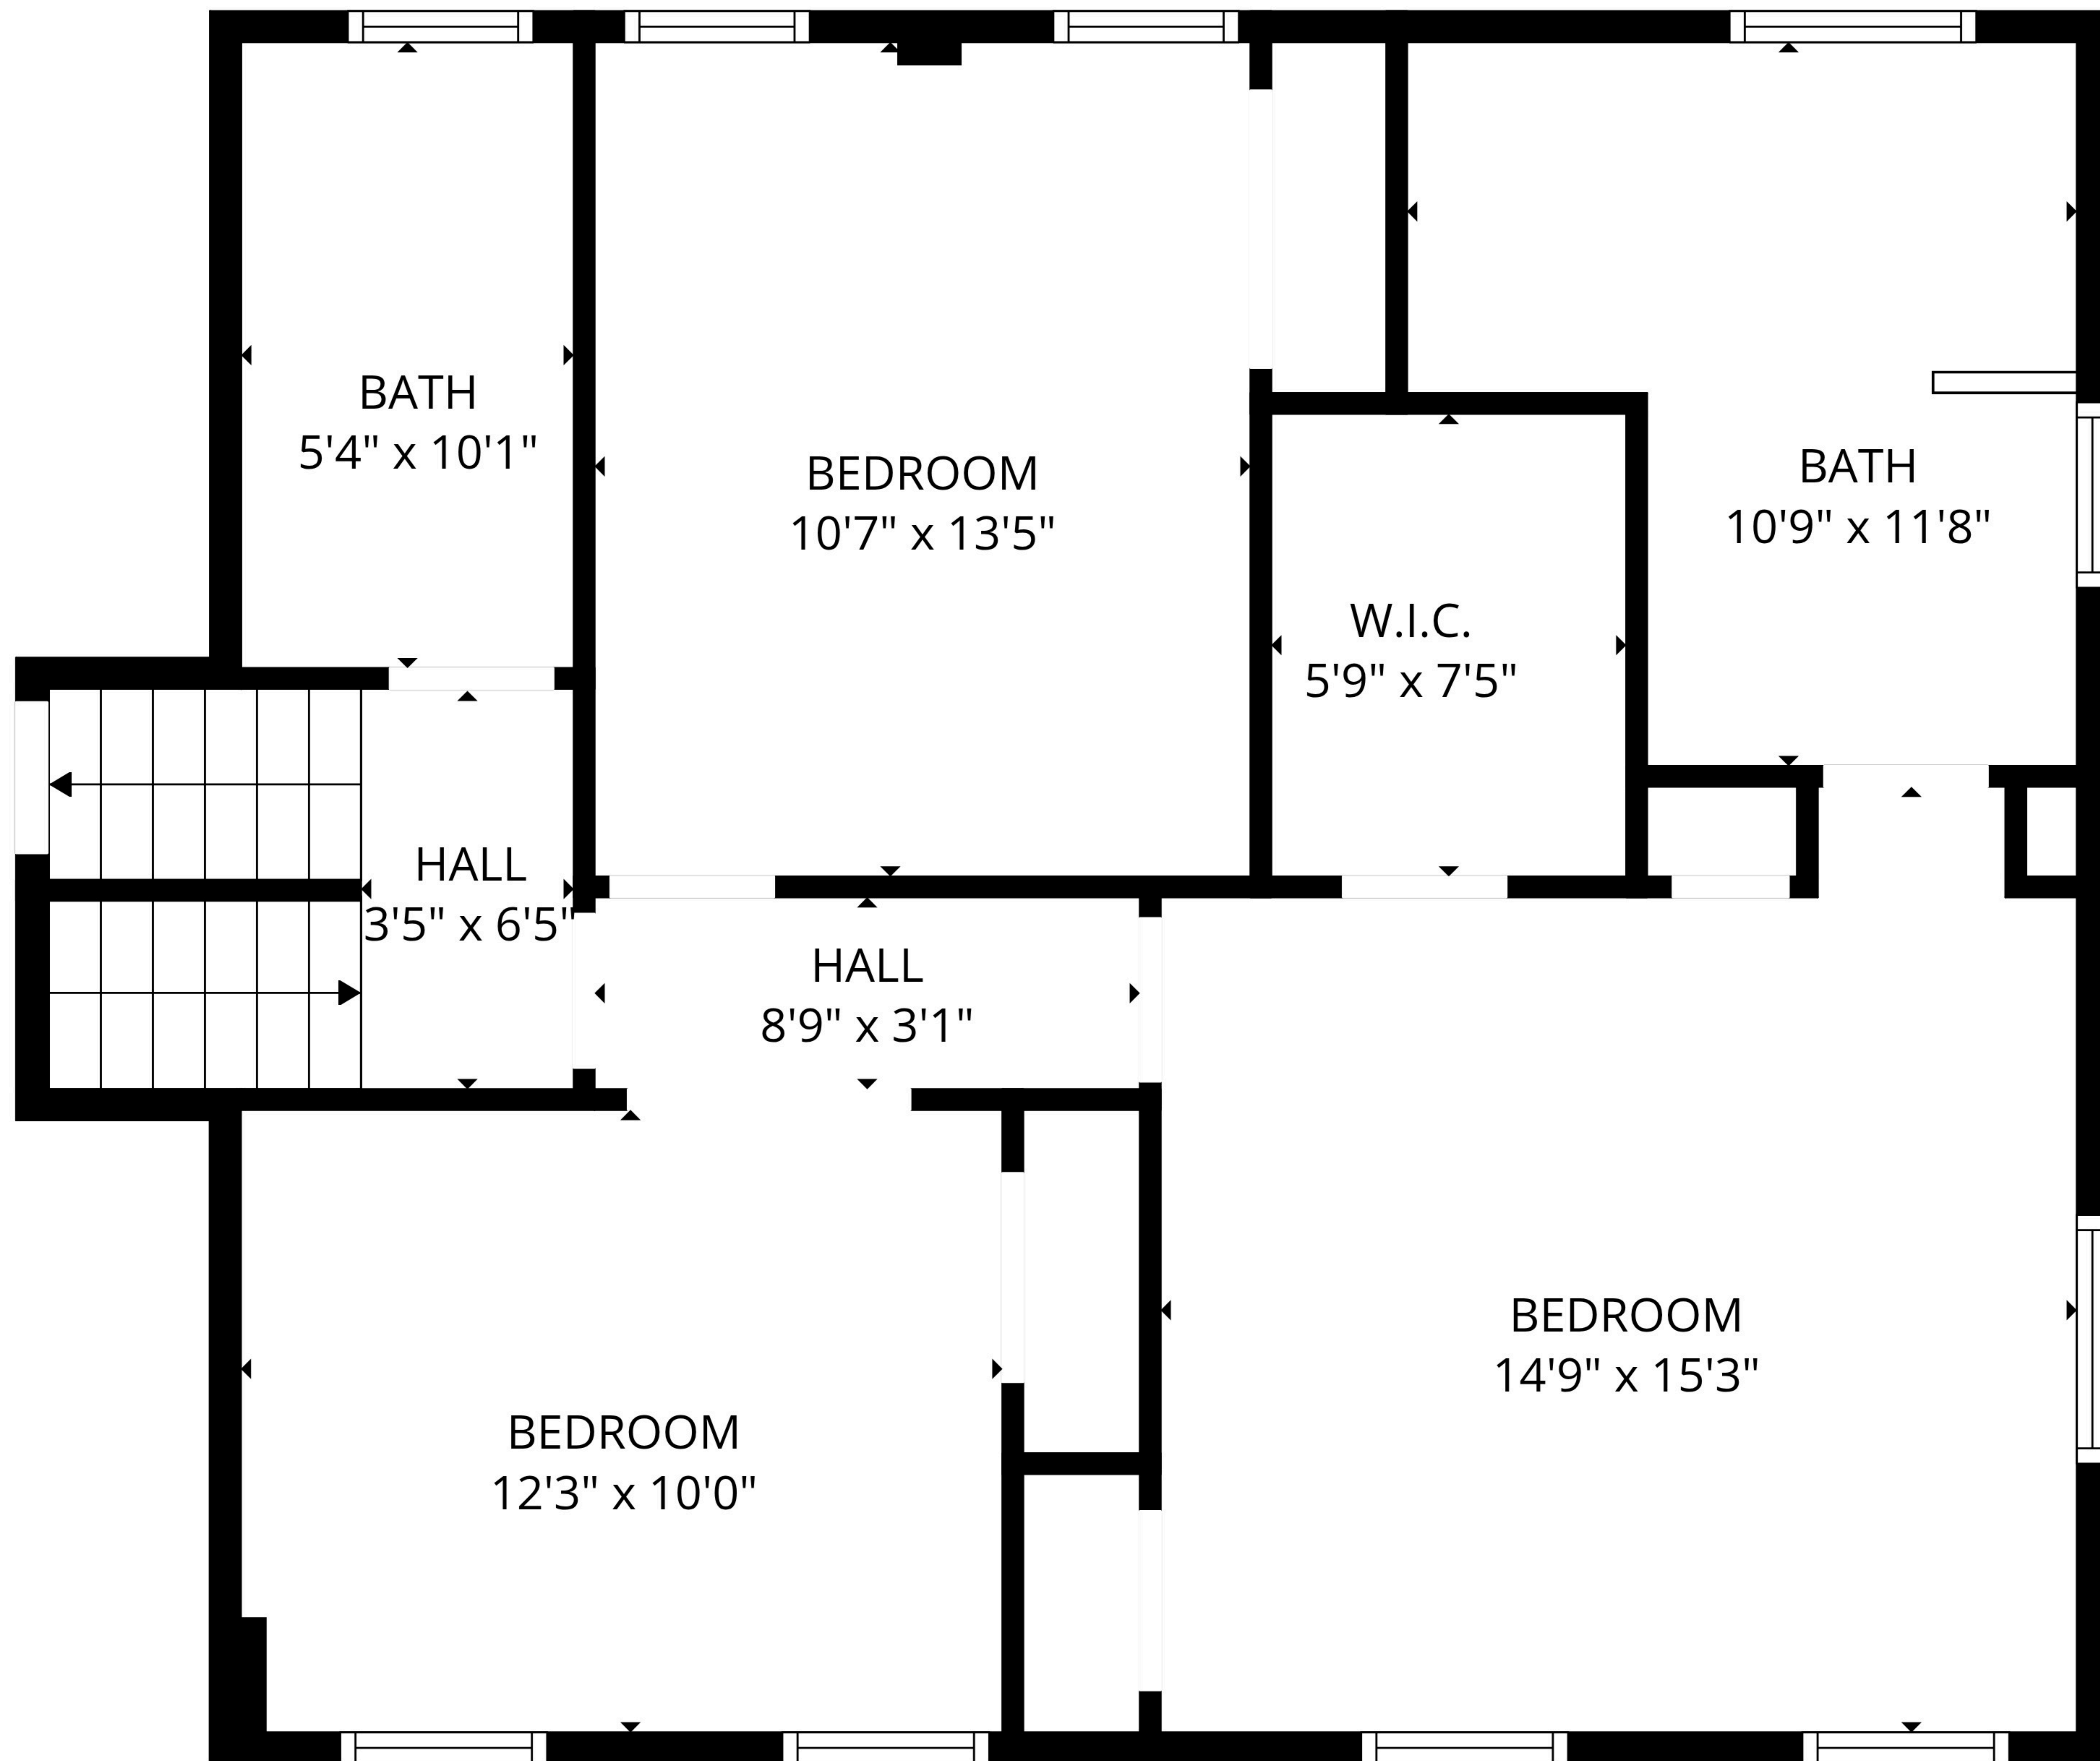 BATH
5'4" x 10'1"
BEDROOM
10'7" x 13'5"
BATH
10'9" x 11'8"
W.I.C.
5'9" x 7'5"
HALL
3'5" x 6'5"
HALL
8'9" x 3'1"
BEDROOM
14'9" x 15'3"
BEDROOM
12'3" x 10'0"